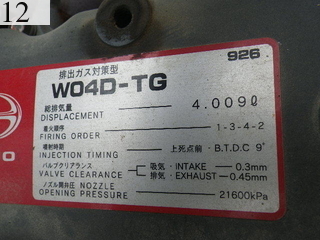 12
排出ガス対策型
926
W04D-TG
総排気量
DISPLACEMENT 4.009ℓ
着火順序
FIRING ORDER 1-3-4-2
噴射時期
INJECTION TIMING 上死点前・B.T.D.C 9°
バルブクリアランス
VALVE CLEARANCE
吸気・INTAKE — 0.3mm
排気・EXHAUST — 0.45mm
ノズル開弁圧 NOZZLE
OPENING PRESSURE 21600kPa